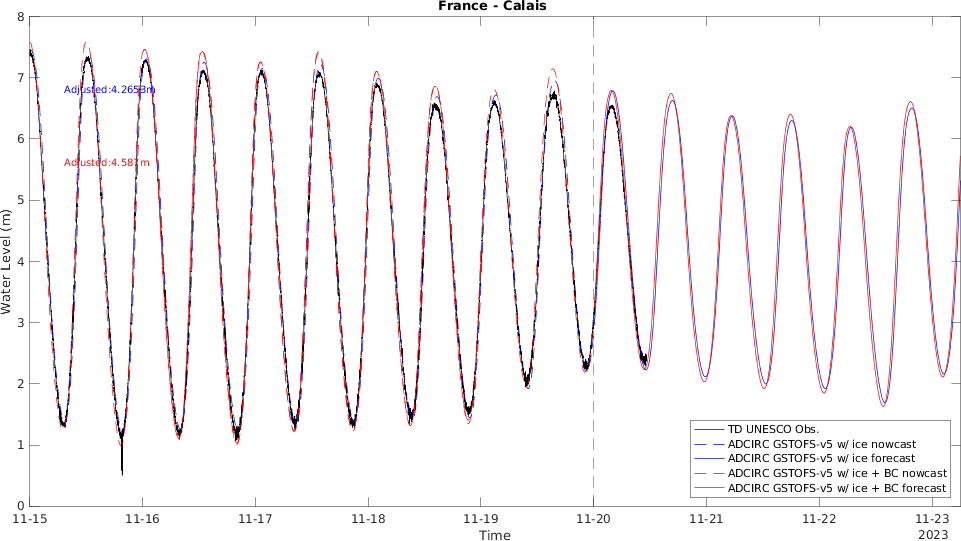 France - Calais
8
7
6
5
4
3
2
1
0
Water Level (m)
Adjusted:4.2653m
Adjusted:4.587m
TD UNESCO Obs.
ADCIRC GSTOFS-v5 w/ ice nowcast
ADCIRC GSTOFS-v5 w/ ice forecast
ADCIRC GSTOFS-v5 w/ ice + BC nowcast
ADCIRC GSTOFS-v5 w/ ice + BC forecast
11-15 11-16 11-17 11-18 11-19 11-20 11-21 11-22 11-23
2023
Time